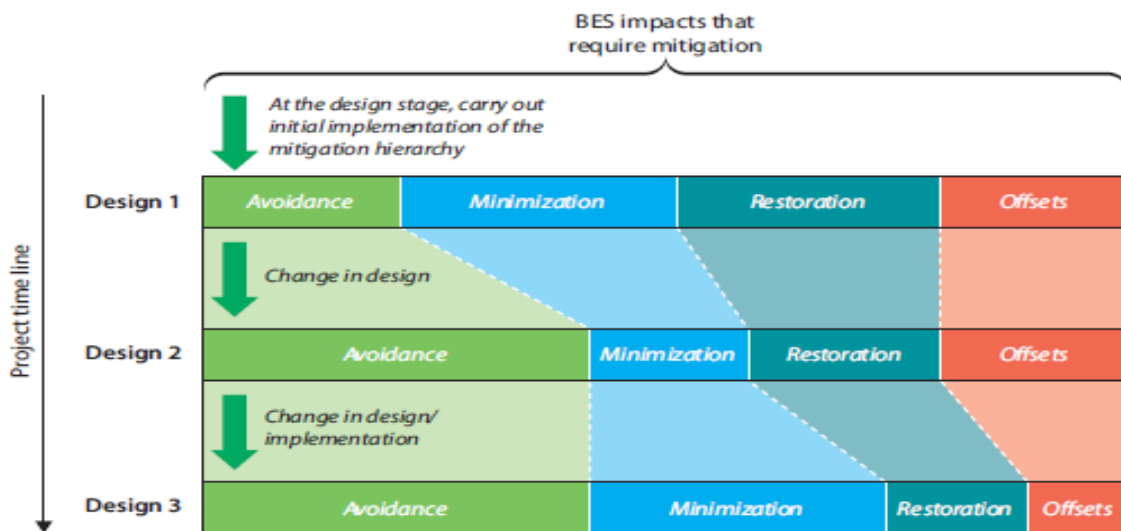 BES impacts that
require mitigation
At the design stage, carry out
initial implementation of the
mitigation hierarchy
Project time line
Design 1
Avoidance
Minimization
Restoration
Offsets
Change in design
Design 2
Avoidance
Minimization
Restoration
Offsets
Change in design/
implementation
Design 3
Avoidance
Minimization
Restoration
Offsets